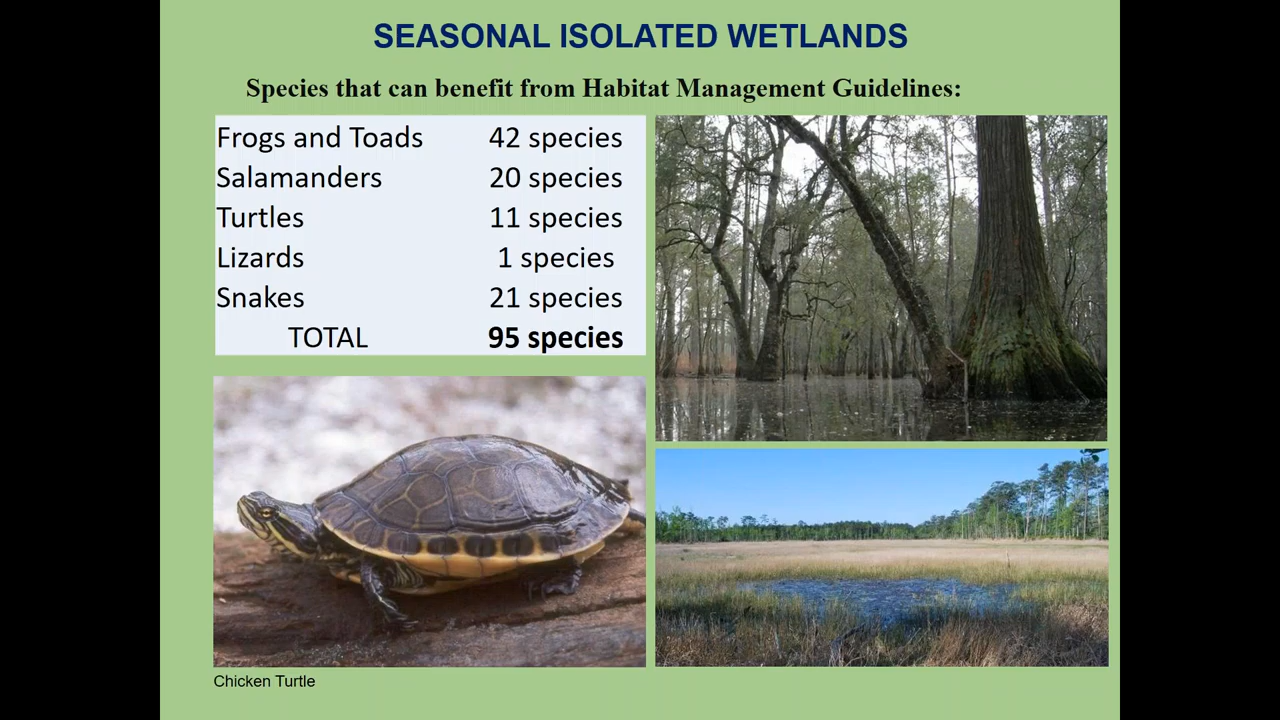 SEASONAL ISOLATED WETLANDS
Species that can benefit from Habitat Management Guidelines:
Frogs and Toads 42 species
Salamanders 20 species
Turtles 11 species
Lizards 1 species
Snakes 21 species
TOTAL 95 species
Chicken Turtle